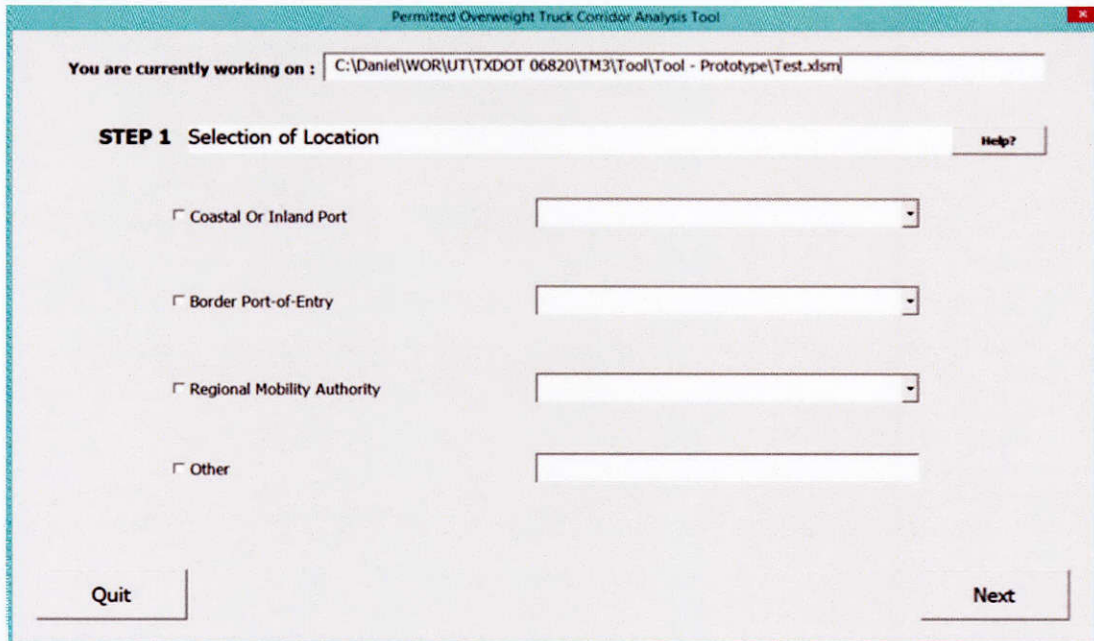 Permitted Overweight Truck Corridor Analysis Tool
You are currently working on : C:\Daniel\WOR\UT\TXDOT 06820\TM3\Tool\Tool - Prototype\Test.xlsm
STEP 1 Selection of Location
Help?
Coastal Or Inland Port
Border Port-of-Entry
Regional Mobility Authority
Other
Quit
Next